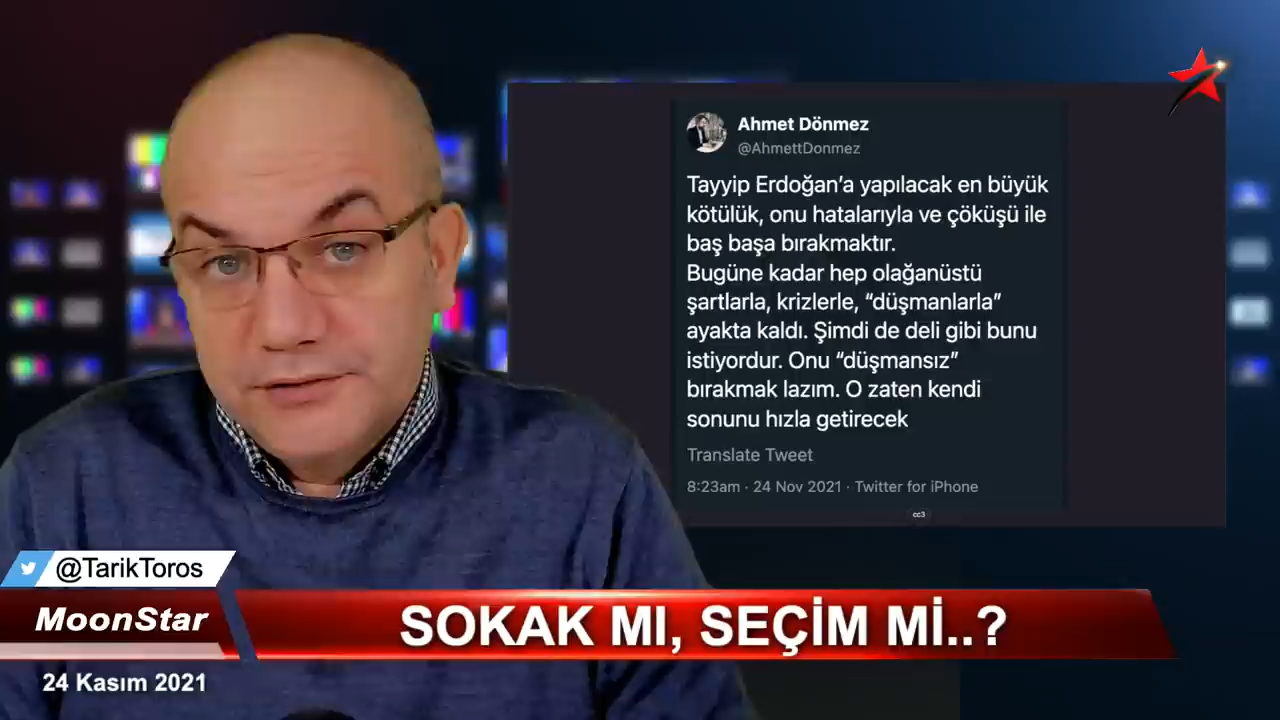 Ahmet Dönmez
@AhmettDonmez
Tayyip Erdoğan’a yapılacak en büyük
kötülük, onu hatalarıyla ve çöküşü ile
baş başa bırakmaktır.
Bugüne kadar hep olağanüstü
şartlarla, krizlerle, “düşmanlarla”
ayakta kaldı. Şimdi de deli gibi bunu
istiyordur. Onu “düşmansız”
bırakmak lazım. O zaten kendi
sonunu hızla getirecek
Translate Tweet
8:23am · 24 Nov 2021 · Twitter for iPhone
cc3
@TarikToros
MoonStar
SOKAK MI, SEÇİM Mİ..?
24 Kasım 2021